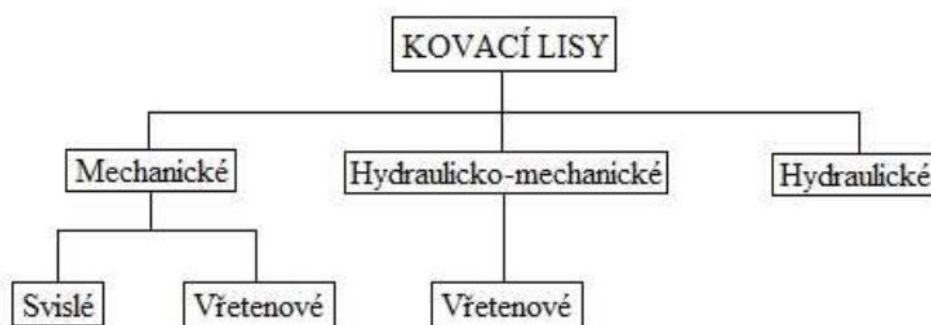 KOVACÍ LISY
Mechanické
Hydraulicko-mechanické
Hydraulické
Svislé
Vřetenové
Vřetenové